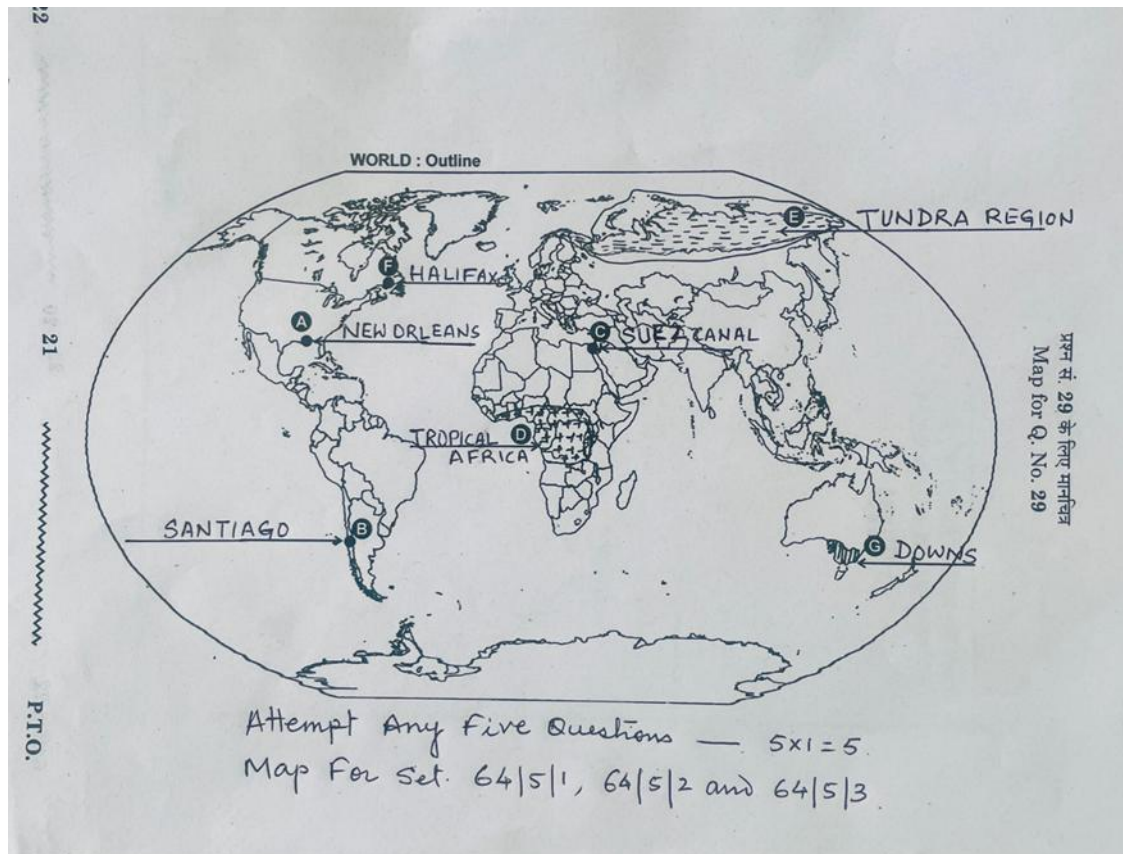 22
WORLD : Outline
E
TUNDRA REGION
F
HALIFAX
A
NEW ORLEANS
C
SUEZ CANAL
प्रश्न सं. 29 के लिए मानचित्र
Map for Q. No. 29
21
D
TROPICAL
AFRICA
SANTIAGO
B
G
DOWNS
P.T.O.
Attempt Any Five Questions — 5x1=5.
Map For Set. 64/5/1, 64/5/2 and 64/5/3